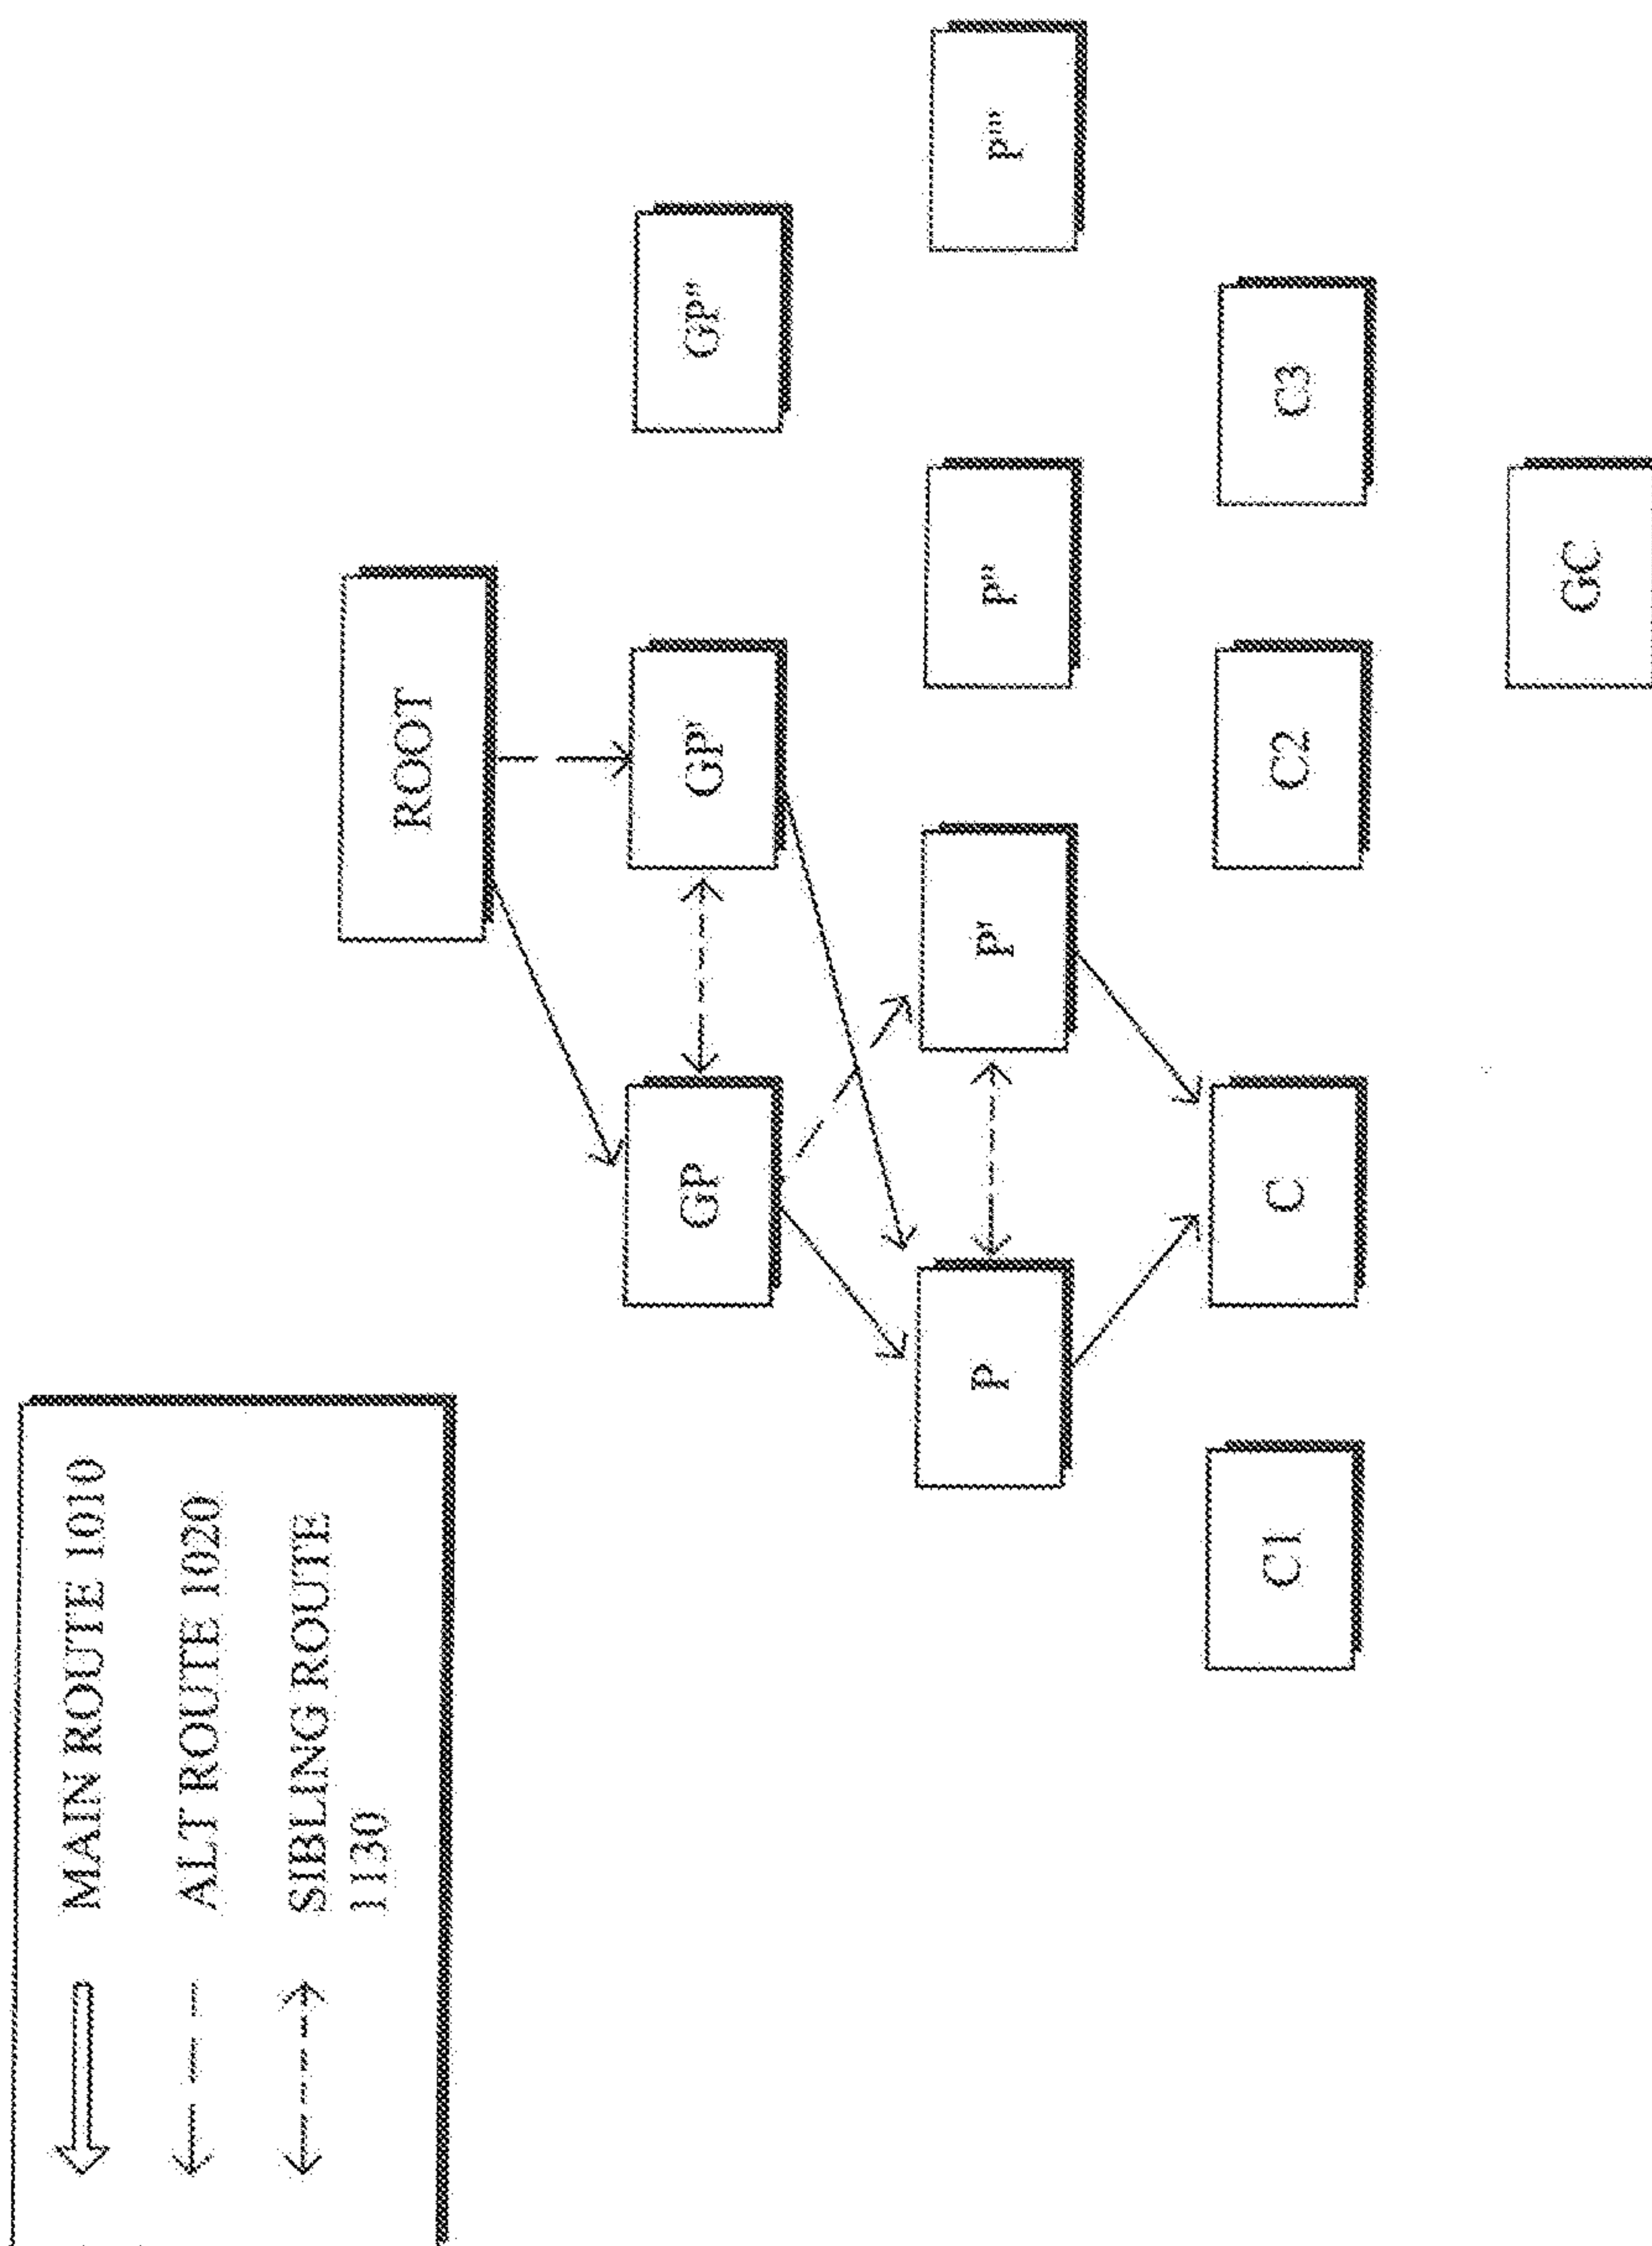 MAIN ROUTE 1010
ALT ROUTE 1020
SIBLING ROUTE
1130
ROOT
GP
GP'
GP"
P
P'
P"
P'"
C1
C
C2
C3
GC